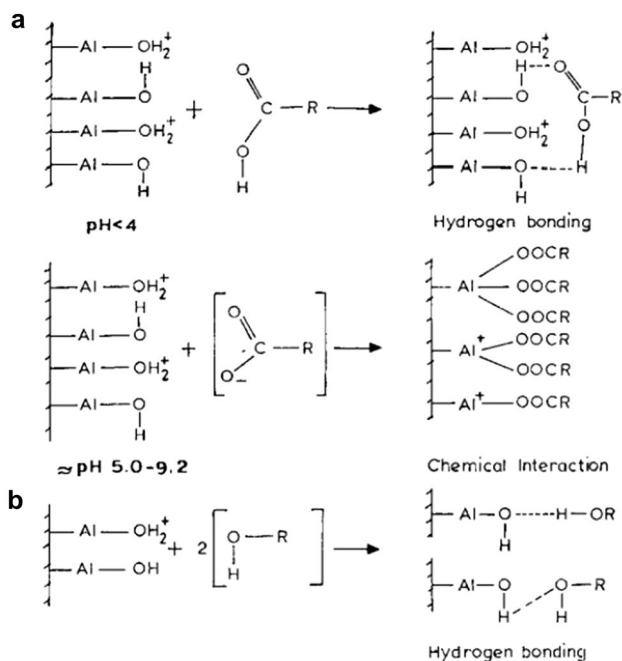 a
Al—OH2+
H
Al—O
Al—OH2+
Al—O
H
+
O
C—R
O
H
Al—OH2+
H---O
Al—O
C—R
O
Al—OH2+
Al—O---H
H
pH<4
Hydrogen bonding
Al—OH2+
H
Al—O
Al—OH2+
Al—O
H
+
O
C—R
O−
OOCR
Al—OOCR
OOCR
Al+ OOCR
OOCR
Al+—OOCR
≈pH 5.0-9.2
Chemical Interaction
b
Al—OH2+
Al—OH
+ 2
O—R
H
Al—O----H—OR
H
Al—O
O—R
H
H
Hydrogen bonding